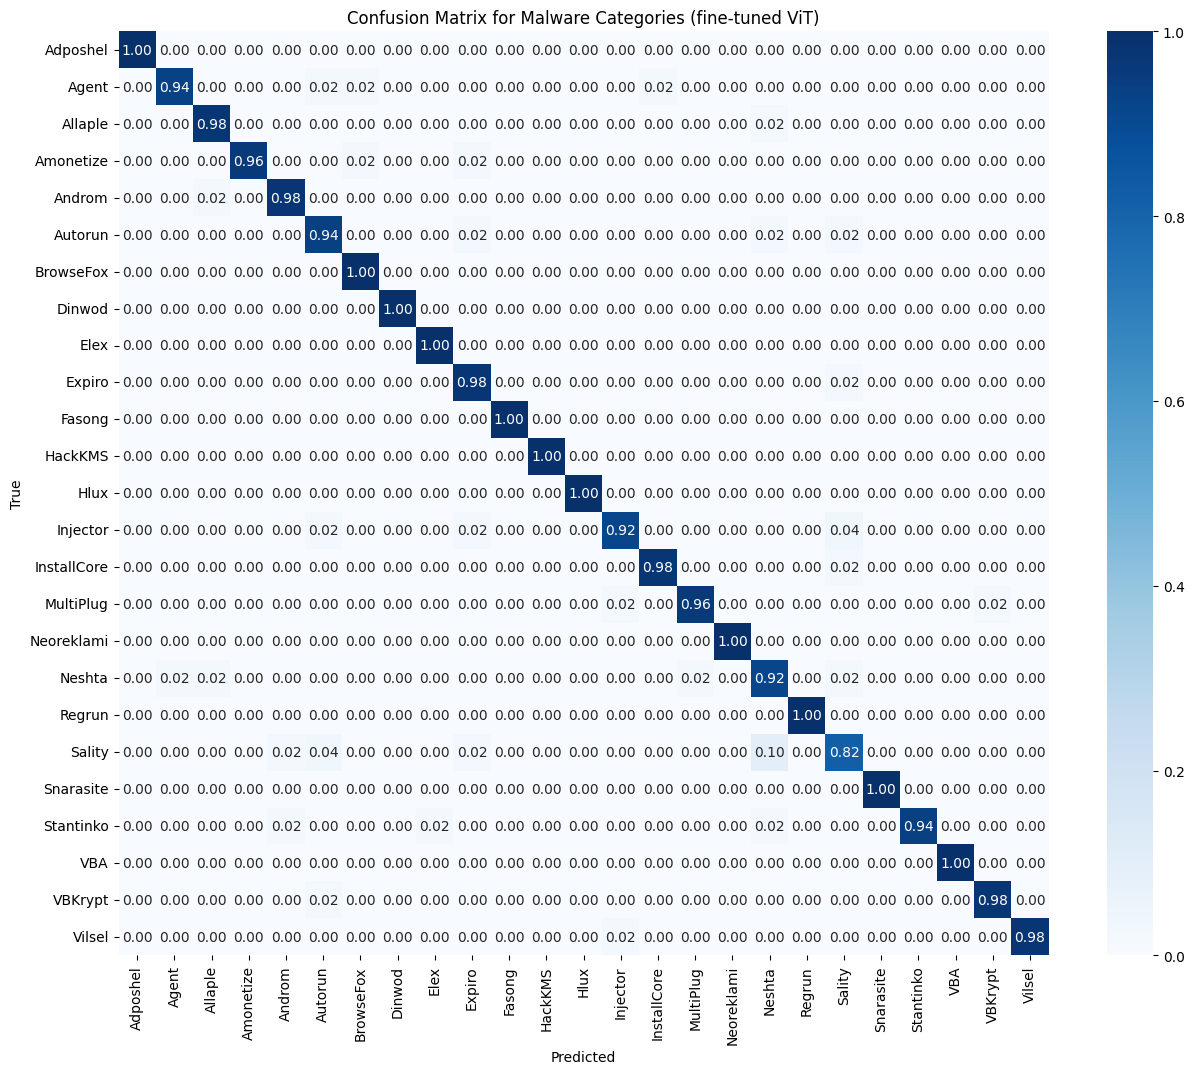 Confusion Matrix for Malware Categories (fine-tuned ViT)
Adposhel 1.00 0.00 0.00 0.00 0.00 0.00 0.00 0.00 0.00 0.00 0.00 0.00 0.00 0.00 0.00 0.00 0.00 0.00 0.00 0.00 0.00 0.00 0.00 0.00 0.00
Agent 0.00 0.94 0.00 0.00 0.00 0.02 0.02 0.00 0.00 0.00 0.00 0.00 0.00 0.00 0.02 0.00 0.00 0.00 0.00 0.00 0.00 0.00 0.00 0.00 0.00
Allaple 0.00 0.00 0.98 0.00 0.00 0.00 0.00 0.00 0.00 0.00 0.00 0.00 0.00 0.00 0.00 0.00 0.00 0.02 0.00 0.00 0.00 0.00 0.00 0.00 0.00
Amonetize 0.00 0.00 0.00 0.96 0.00 0.00 0.02 0.00 0.00 0.02 0.00 0.00 0.00 0.00 0.00 0.00 0.00 0.00 0.00 0.00 0.00 0.00 0.00 0.00 0.00
Androm 0.00 0.00 0.02 0.00 0.98 0.00 0.00 0.00 0.00 0.00 0.00 0.00 0.00 0.00 0.00 0.00 0.00 0.00 0.00 0.00 0.00 0.00 0.00 0.00 0.00
Autorun 0.00 0.00 0.00 0.00 0.00 0.94 0.00 0.00 0.00 0.02 0.00 0.00 0.00 0.00 0.00 0.00 0.00 0.02 0.00 0.02 0.00 0.00 0.00 0.00 0.00
BrowseFox 0.00 0.00 0.00 0.00 0.00 0.00 1.00 0.00 0.00 0.00 0.00 0.00 0.00 0.00 0.00 0.00 0.00 0.00 0.00 0.00 0.00 0.00 0.00 0.00 0.00
Dinwod 0.00 0.00 0.00 0.00 0.00 0.00 0.00 1.00 0.00 0.00 0.00 0.00 0.00 0.00 0.00 0.00 0.00 0.00 0.00 0.00 0.00 0.00 0.00 0.00 0.00
Elex 0.00 0.00 0.00 0.00 0.00 0.00 0.00 0.00 1.00 0.00 0.00 0.00 0.00 0.00 0.00 0.00 0.00 0.00 0.00 0.00 0.00 0.00 0.00 0.00 0.00
Expiro 0.00 0.00 0.00 0.00 0.00 0.00 0.00 0.00 0.00 0.98 0.00 0.00 0.00 0.00 0.00 0.00 0.00 0.00 0.00 0.02 0.00 0.00 0.00 0.00 0.00
Fasong 0.00 0.00 0.00 0.00 0.00 0.00 0.00 0.00 0.00 0.00 1.00 0.00 0.00 0.00 0.00 0.00 0.00 0.00 0.00 0.00 0.00 0.00 0.00 0.00 0.00
HackKMS 0.00 0.00 0.00 0.00 0.00 0.00 0.00 0.00 0.00 0.00 0.00 1.00 0.00 0.00 0.00 0.00 0.00 0.00 0.00 0.00 0.00 0.00 0.00 0.00 0.00
Hlux 0.00 0.00 0.00 0.00 0.00 0.00 0.00 0.00 0.00 0.00 0.00 0.00 1.00 0.00 0.00 0.00 0.00 0.00 0.00 0.00 0.00 0.00 0.00 0.00 0.00
Injector 0.00 0.00 0.00 0.00 0.00 0.02 0.00 0.00 0.00 0.02 0.00 0.00 0.00 0.92 0.00 0.00 0.00 0.00 0.00 0.04 0.00 0.00 0.00 0.00 0.00
InstallCore 0.00 0.00 0.00 0.00 0.00 0.00 0.00 0.00 0.00 0.00 0.00 0.00 0.00 0.00 0.98 0.00 0.00 0.00 0.00 0.02 0.00 0.00 0.00 0.00 0.00
MultiPlug 0.00 0.00 0.00 0.00 0.00 0.00 0.00 0.00 0.00 0.00 0.00 0.00 0.00 0.02 0.00 0.96 0.00 0.00 0.00 0.00 0.00 0.00 0.00 0.02 0.00
Neoreklami 0.00 0.00 0.00 0.00 0.00 0.00 0.00 0.00 0.00 0.00 0.00 0.00 0.00 0.00 0.00 0.00 1.00 0.00 0.00 0.00 0.00 0.00 0.00 0.00 0.00
Neshta 0.00 0.02 0.02 0.00 0.00 0.00 0.00 0.00 0.00 0.00 0.00 0.00 0.00 0.00 0.00 0.02 0.00 0.92 0.00 0.02 0.00 0.00 0.00 0.00 0.00
Regrun 0.00 0.00 0.00 0.00 0.00 0.00 0.00 0.00 0.00 0.00 0.00 0.00 0.00 0.00 0.00 0.00 0.00 0.00 1.00 0.00 0.00 0.00 0.00 0.00 0.00
Sality 0.00 0.00 0.00 0.00 0.02 0.04 0.00 0.00 0.00 0.02 0.00 0.00 0.00 0.00 0.00 0.00 0.00 0.10 0.00 0.82 0.00 0.00 0.00 0.00 0.00
Snarasite 0.00 0.00 0.00 0.00 0.00 0.00 0.00 0.00 0.00 0.00 0.00 0.00 0.00 0.00 0.00 0.00 0.00 0.00 0.00 0.00 1.00 0.00 0.00 0.00 0.00
Stantinko 0.00 0.00 0.00 0.00 0.02 0.00 0.00 0.00 0.02 0.00 0.00 0.00 0.00 0.00 0.00 0.00 0.00 0.02 0.00 0.00 0.00 0.94 0.00 0.00 0.00
VBA 0.00 0.00 0.00 0.00 0.00 0.00 0.00 0.00 0.00 0.00 0.00 0.00 0.00 0.00 0.00 0.00 0.00 0.00 0.00 0.00 0.00 0.00 1.00 0.00 0.00
VBKrypt 0.00 0.00 0.00 0.00 0.00 0.02 0.00 0.00 0.00 0.00 0.00 0.00 0.00 0.00 0.00 0.00 0.00 0.00 0.00 0.00 0.00 0.00 0.00 0.98 0.00
Vilsel 0.00 0.00 0.00 0.00 0.00 0.00 0.00 0.00 0.00 0.00 0.00 0.00 0.00 0.02 0.00 0.00 0.00 0.00 0.00 0.00 0.00 0.00 0.00 0.00 0.98
True
Adposhel
Agent
Allaple
Amonetize
Androm
Autorun
BrowseFox
Dinwod
Elex
Expiro
Fasong
HackKMS
Hlux
Injector
InstallCore
MultiPlug
Neoreklami
Neshta
Regrun
Sality
Snarasite
Stantinko
VBA
VBKrypt
Vilsel
Predicted
1.0
0.8
0.6
0.4
0.2
0.0